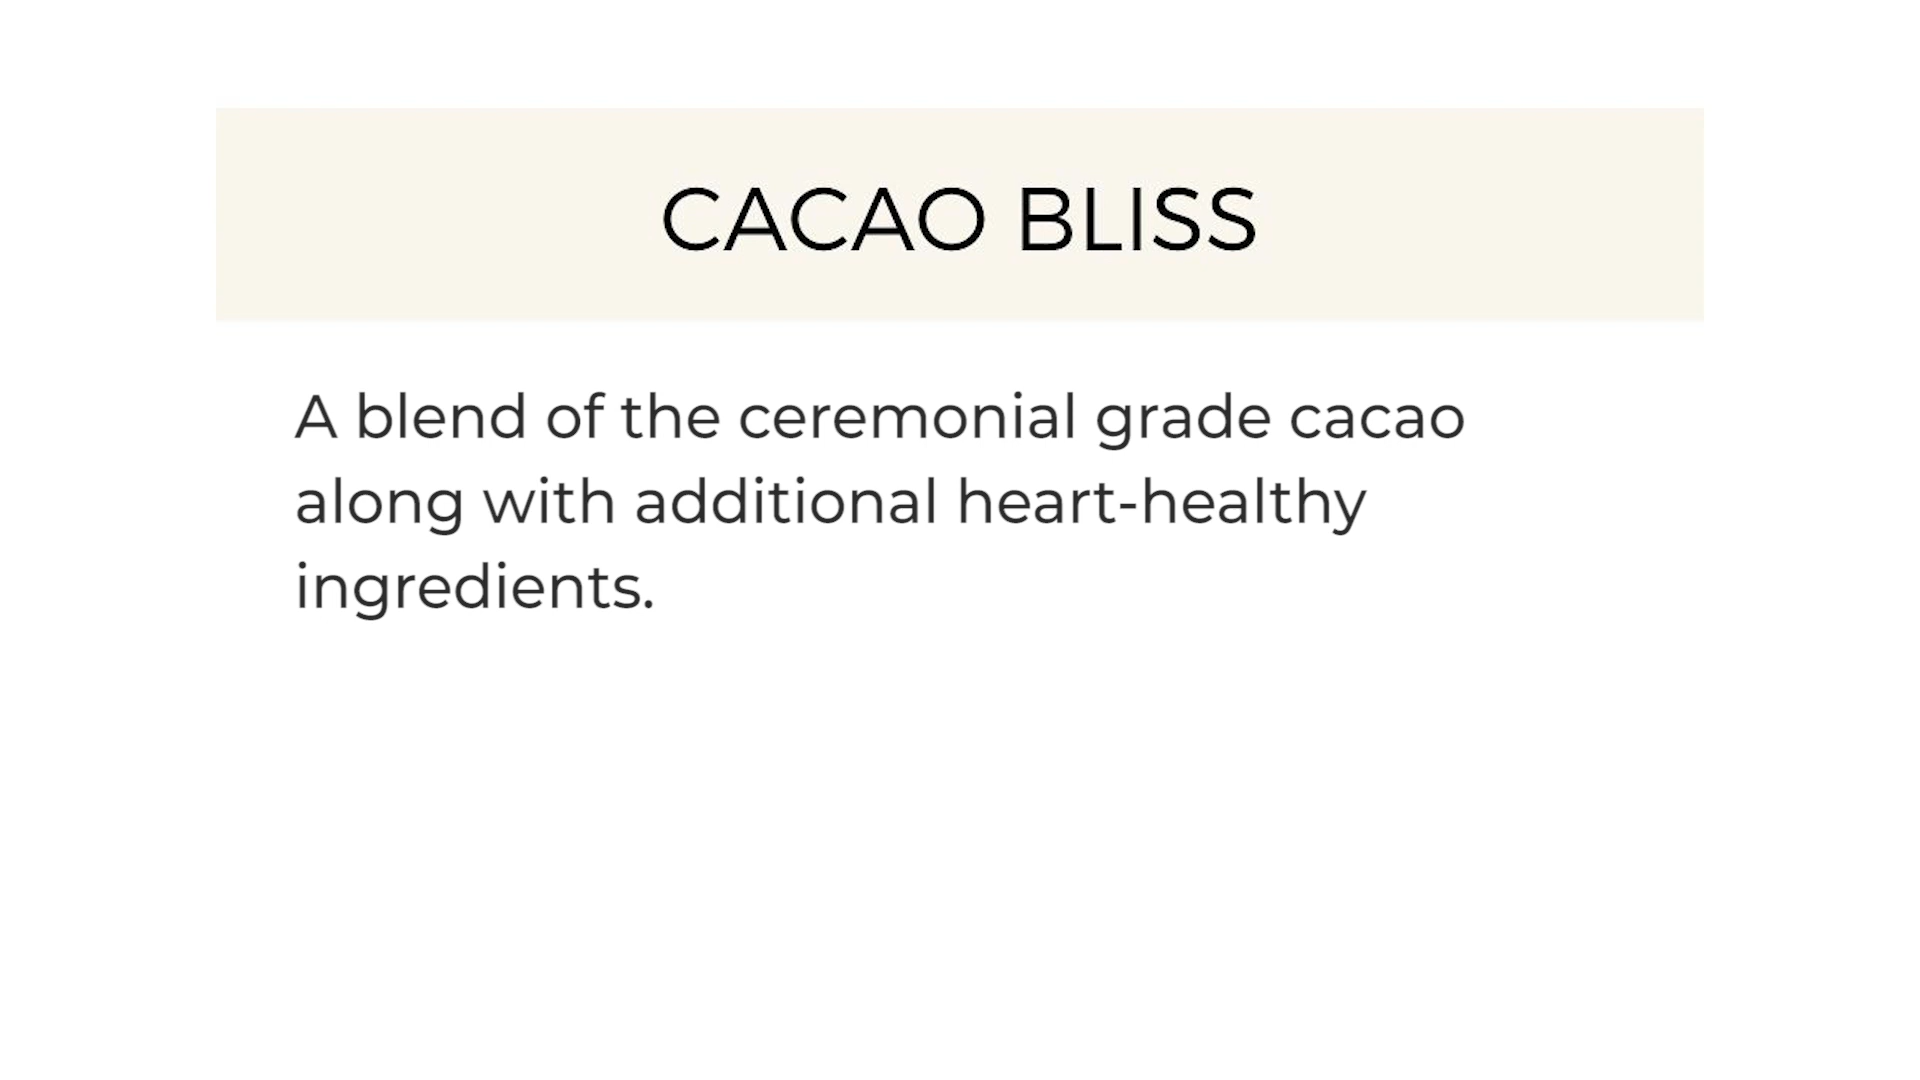 CACAO BLISS
A blend of the ceremonial grade cacao
along with additional heart-healthy
ingredients.